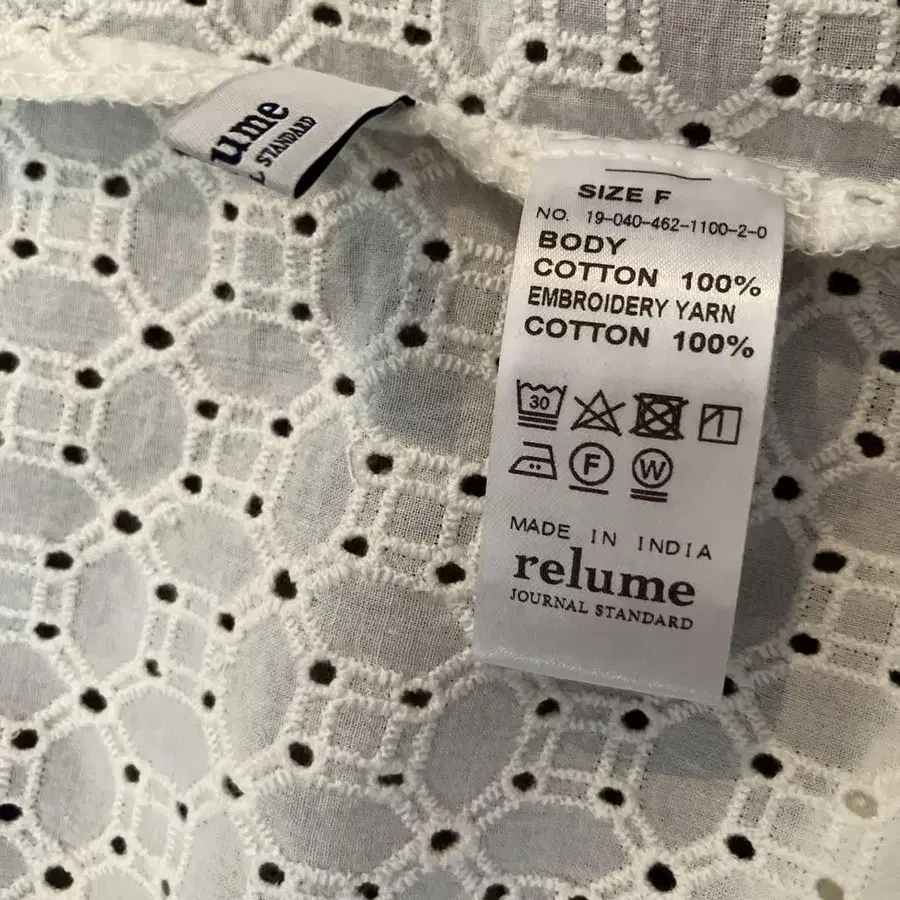 ume
STANDARD
SIZE F
NO. 19-040-462-1100-2-0
BODY
COTTON 100%
EMBROIDERY YARN
COTTON 100%
30
F
W
MADE IN INDIA
relume
JOURNAL STANDARD